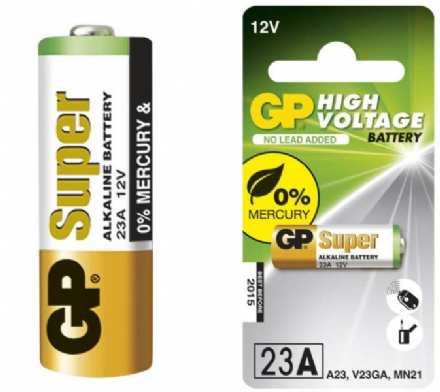 GP® Super
ALKALINE BATTERY
23A 12V
0% MERCURY &
12V
GP HIGH
VOLTAGE
BATTERY
NO LEAD ADDED
0%
MERCURY
GP Super
ALKALINE BATTERY
23A 12V
BEST BEFORE
2015
23A
A23, V23GA, MN21